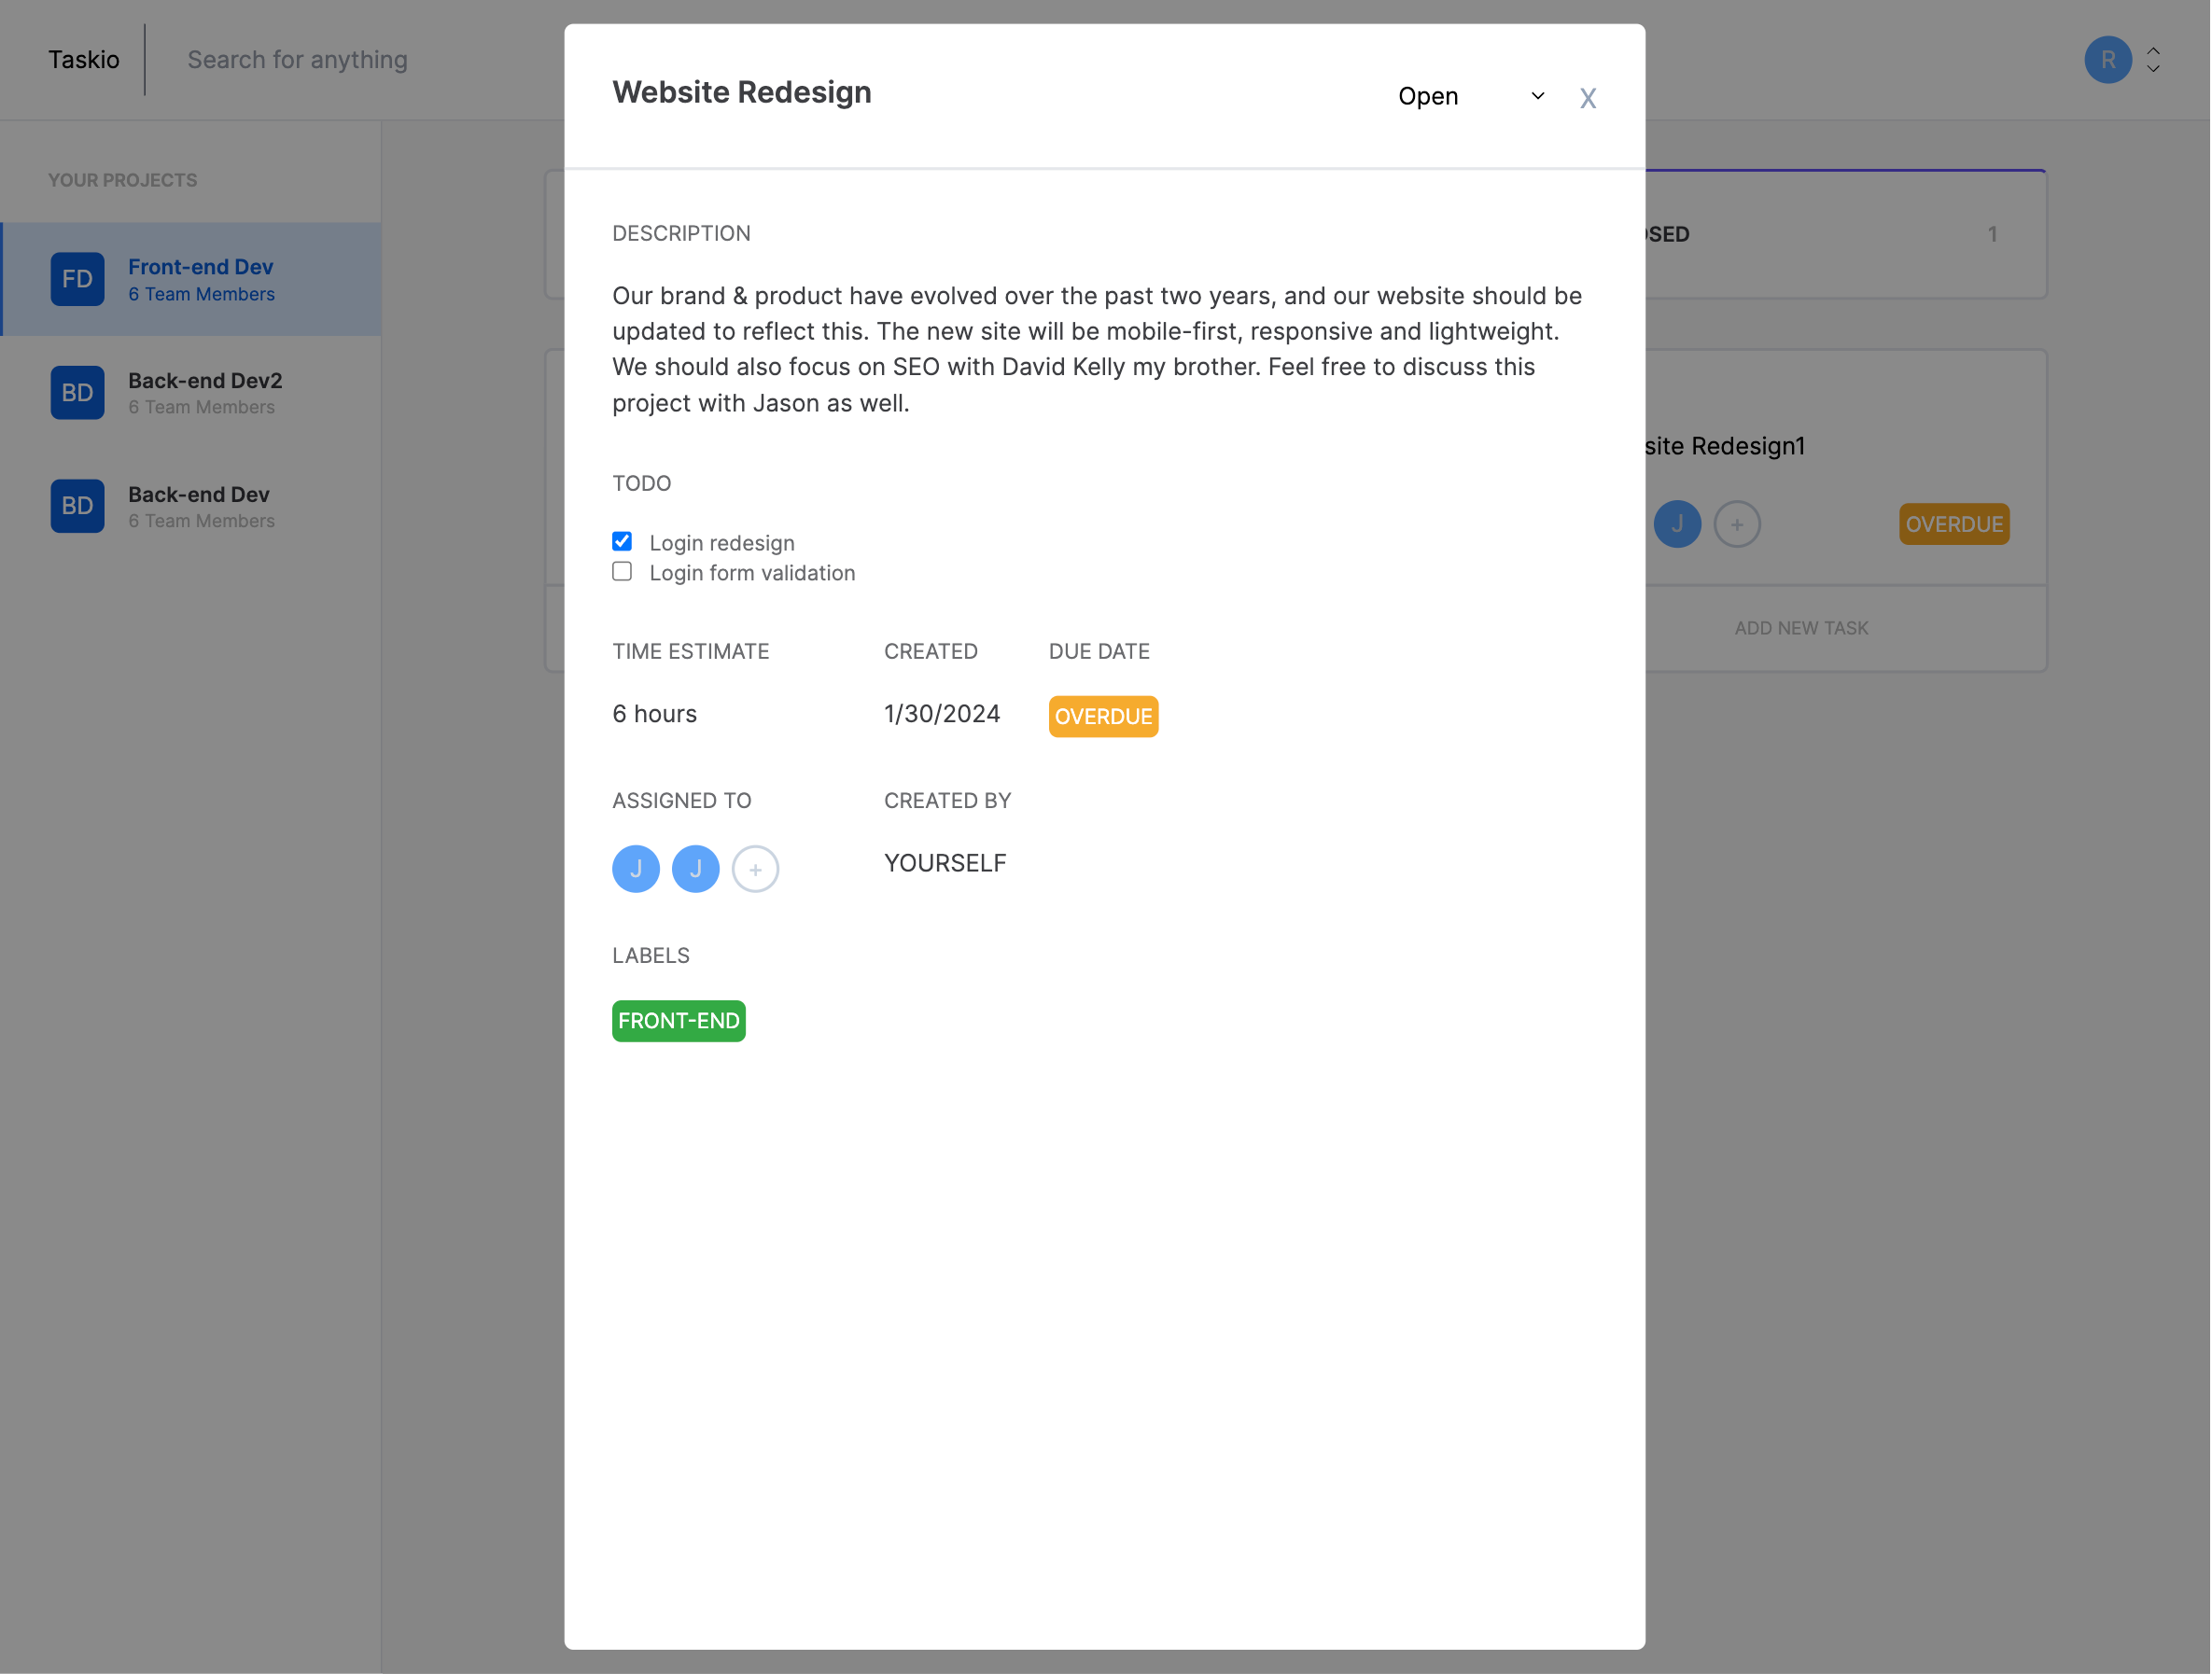 Taskio
Search for anything
R
YOUR PROJECTS
FD
Front-end Dev
6 Team Members
BD
Back-end Dev2
6 Team Members
BD
Back-end Dev
6 Team Members
Website Redesign
Open
X
DESCRIPTION
Our brand & product have evolved over the past two years, and our website should be
updated to reflect this. The new site will be mobile-first, responsive and lightweight.
We should also focus on SEO with David Kelly my brother. Feel free to discuss this
project with Jason as well.
TODO
Login redesign
Login form validation
TIME ESTIMATE CREATED DUE DATE
6 hours 1/30/2024 OVERDUE
ASSIGNED TO CREATED BY
J J + YOURSELF
LABELS
FRONT-END
SED 1
site Redesign1
J + OVERDUE
ADD NEW TASK